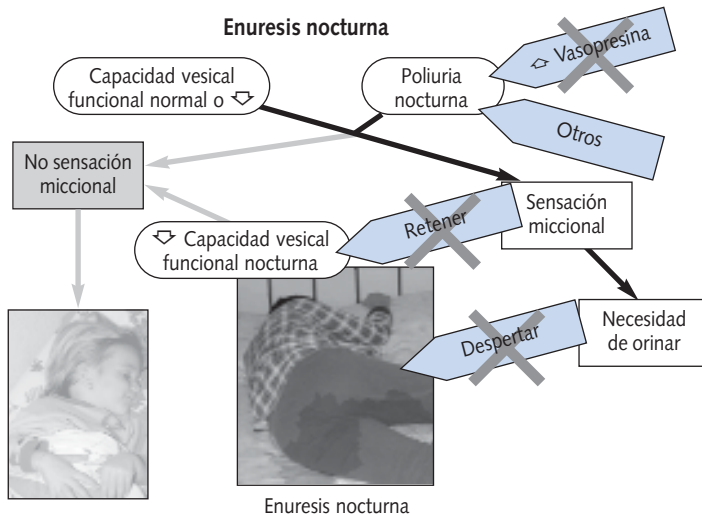 Enuresis nocturna
Capacidad vesical
funcional normal o
Poliuria
nocturna
Vasopresina
Otros
No sensación
miccional
Retener
Sensación
miccional
Capacidad vesical
funcional nocturna
Despertar
Necesidad
de orinar
Enuresis nocturna